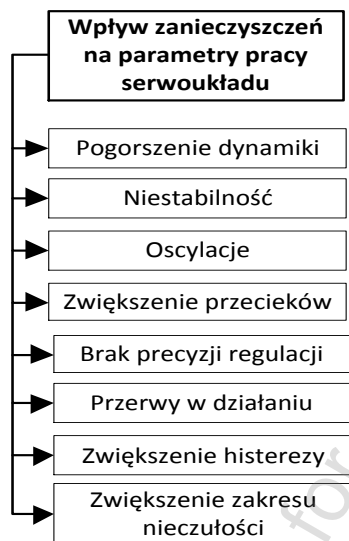 Wpływ zanieczyszczeń
na parametry pracy
serwoukładu
Pogorszenie dynamiki
Niestabilność
Oscylacje
Zwiększenie przecieków
Brak precyzji regulacji
Przerwy w działaniu
Zwiększenie histerezy
Zwiększenie zakresu
nieczułości
for